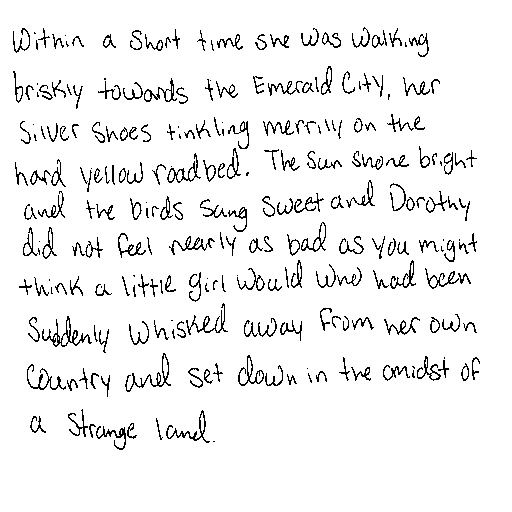 Within a short time she was walking
briskly towards the Emerald City, her
Silver Shoes tinkling merrily on the
hard yellow roadbed. The sun shone bright
and the birds sang sweet and Dorothy
did not feel nearly as bad as you might
think a little girl would who had been
suddenly whisked away from her own
country and set down in the amidst of
a strange land.